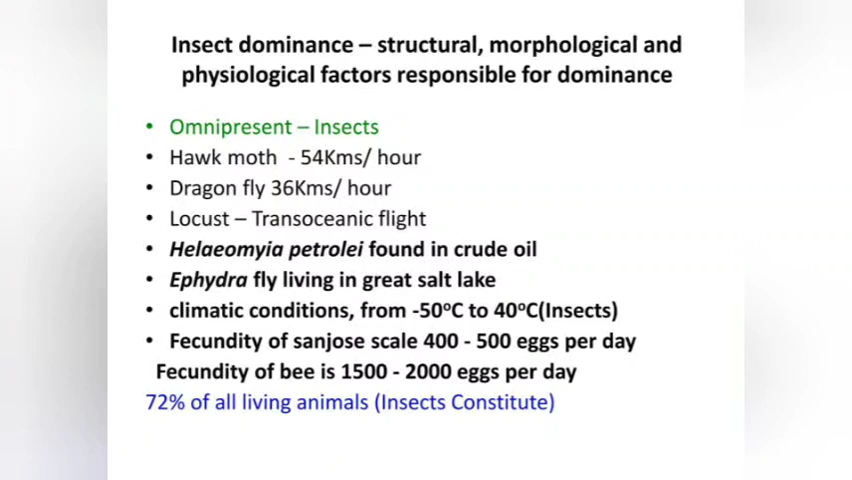 Insect dominance – structural, morphological and
physiological factors responsible for dominance
• Omnipresent – Insects
• Hawk moth - 54Kms/ hour
• Dragon fly 36Kms/ hour
• Locust – Transoceanic flight
• Helaeomyia petrolei found in crude oil
• Ephydra fly living in great salt lake
• climatic conditions, from -50ºC to 40ºC(Insects)
• Fecundity of sanjose scale 400 - 500 eggs per day
Fecundity of bee is 1500 - 2000 eggs per day
72% of all living animals (Insects Constitute)